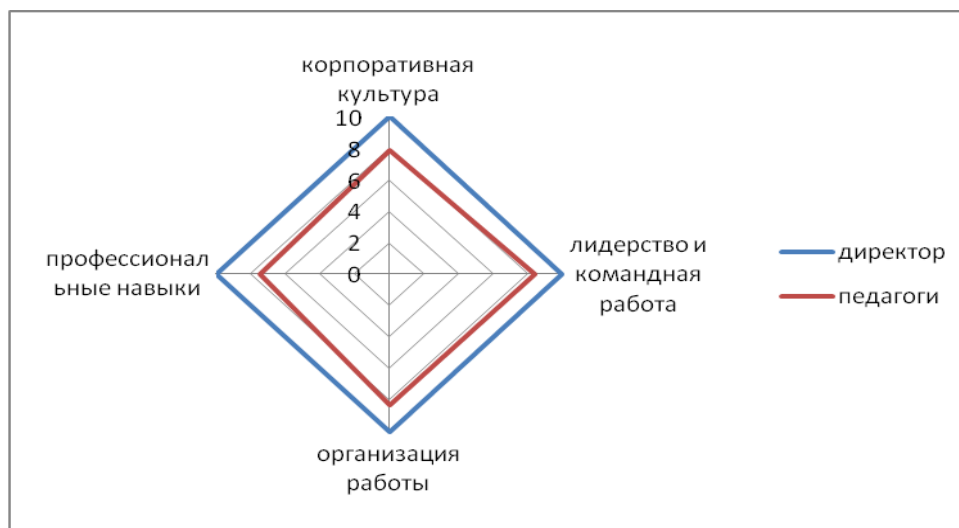 корпоративная
культура
10
8
6
4
2
0
лидерство и
командная
работа
организация
работы
профессионал
ьные навыки
директор
педагоги